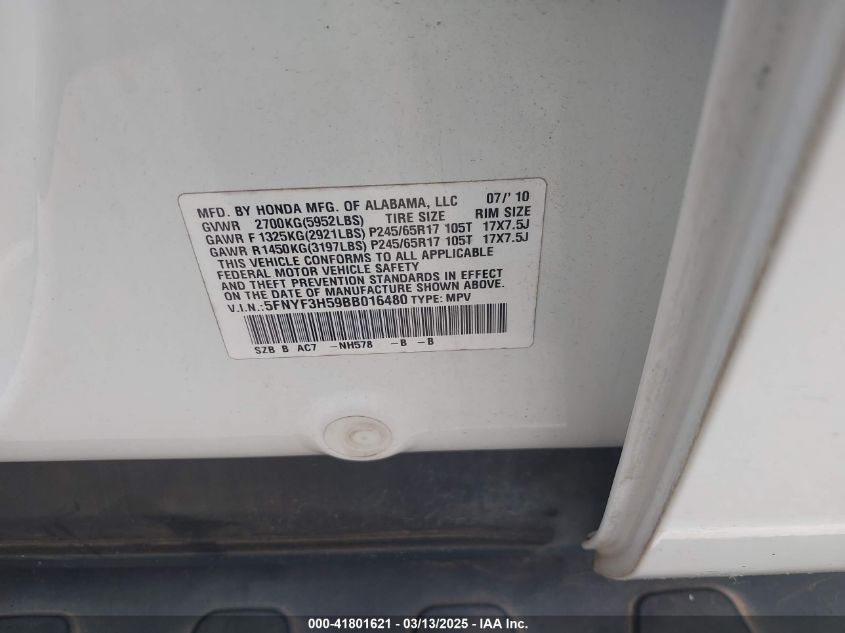 MFD. BY HONDA MFG. OF ALABAMA, LLC 07/'10
GVWR 2700KG(5952LBS) TIRE SIZE RIM SIZE
GAWR F 1325KG(2921LBS) P245/65R17 105T 17X7.5J
GAWR R1450KG(3197LBS) P245/65R17 105T 17X7.5J
THIS VEHICLE CONFORMS TO ALL APPLICABLE
FEDERAL MOTOR VEHICLE SAFETY
AND THEFT PREVENTION STANDARDS IN EFFECT
ON THE DATE OF MANUFACTURE SHOWN ABOVE.
V.I.N.:5FNYF3H59BB016480 TYPE: MPV
SZB B AC7 -NH578 -B -B
000-41801621 - 03/13/2025 - IAAI Inc.